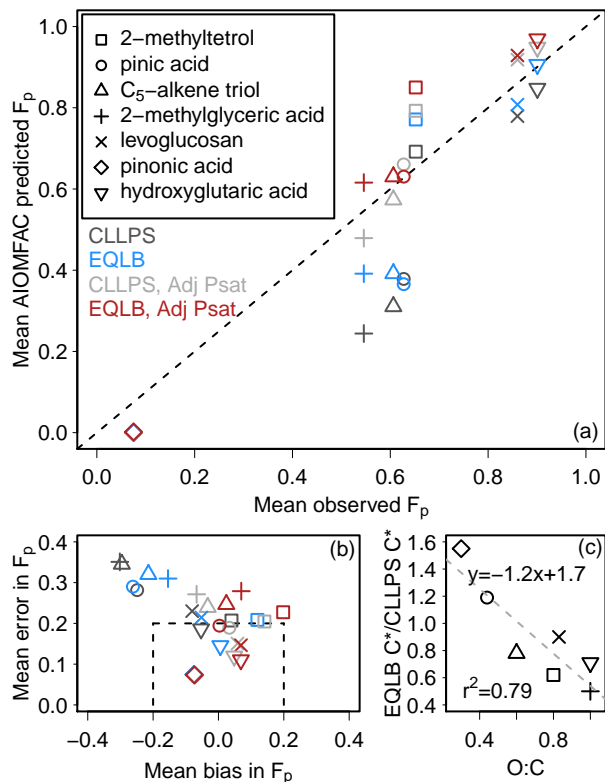 Mean AIOMFAC predicted Fp
0.0
0.2
0.4
0.6
0.8
1.0
2−methyltetrol
pinic acid
C5−alkene triol
2−methylglyceric acid
levoglucosan
pinonic acid
hydroxyglutaric acid
CLLPS
EQLB
CLLPS, Adj Psat
EQLB, Adj Psat
(a)
0.0 0.2 0.4 0.6 0.8 1.0
Mean observed Fp
Mean error in Fp
0.0
0.1
0.2
0.3
0.4
(b)
−0.4 −0.2 0.0 0.2 0.4
Mean bias in Fp
EQLB C*/CLLPS C*
0.4
0.6
0.8
1.0
1.2
1.4
1.6
(c)
y=−1.2x+1.7
r2=0.79
0.4 0.6 0.8 1.0
O:C